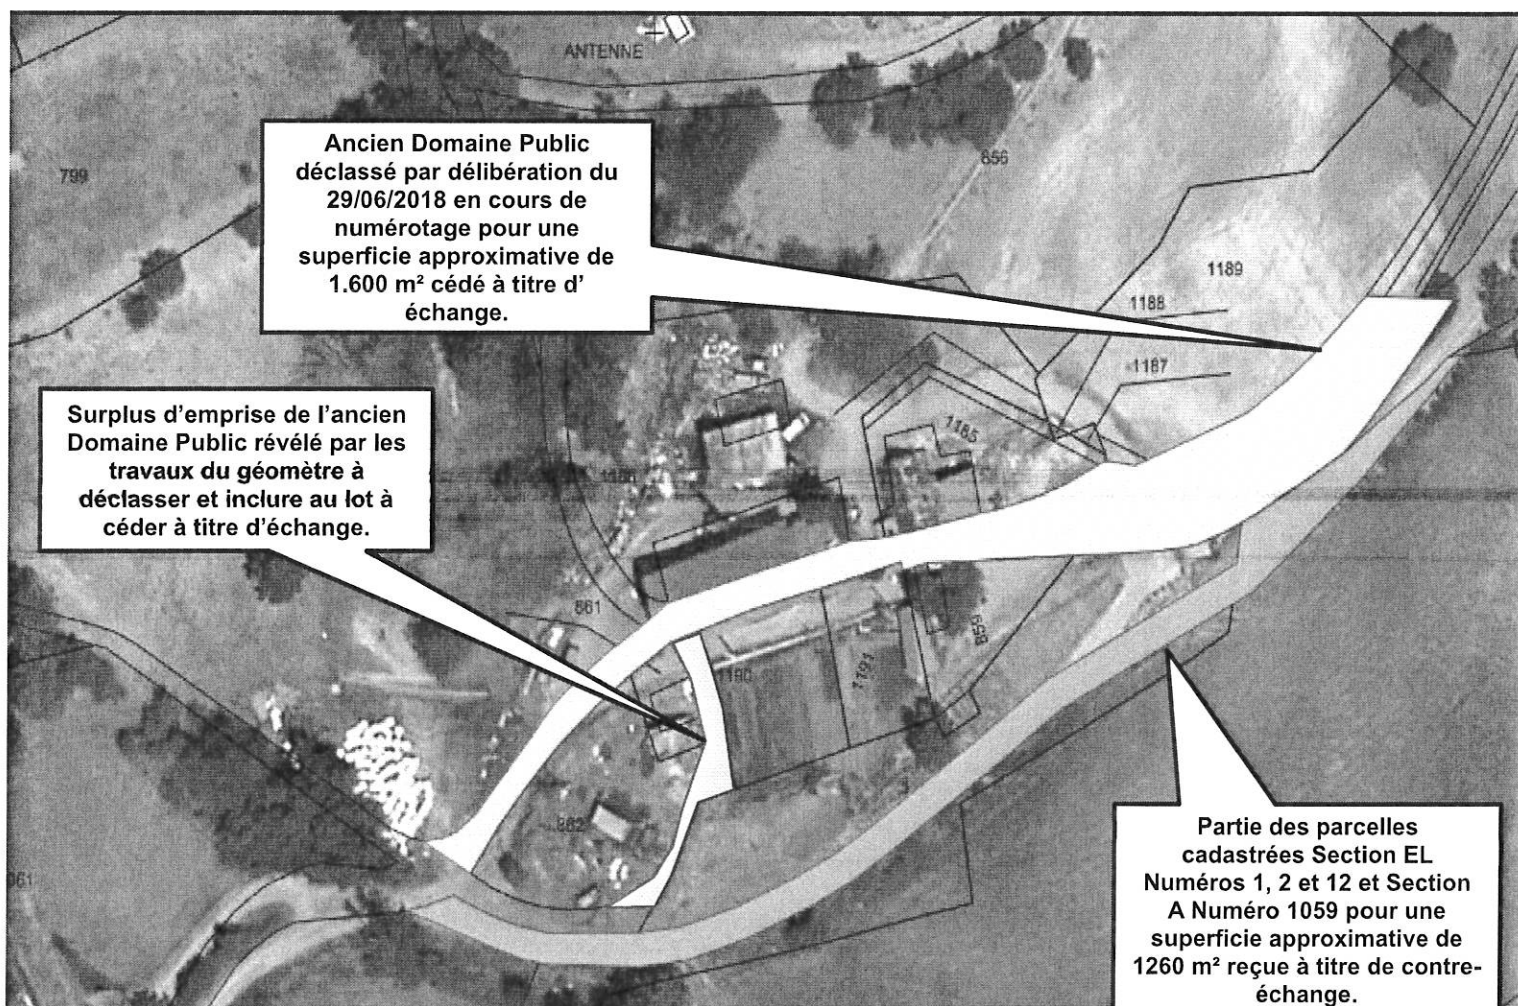 ANTENNE
799
856
Ancien Domaine Public
déclassé par délibération du
29/06/2018 en cours de
numérotage pour une
superficie approximative de
1.600 m² cédé à titre d’
échange.
1189
1188
1187
Surplus d’emprise de l’ancien
Domaine Public révélé par les
travaux du géomètre à
déclasser et inclure au lot à
céder à titre d’échange.
1185
861
859
1190
1191
862
Partie des parcelles
cadastrées Section EL
Numéros 1, 2 et 12 et Section
A Numéro 1059 pour une
superficie approximative de
1260 m² reçue à titre de contre-
échange.